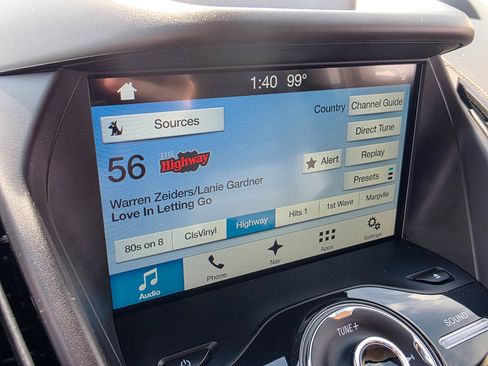 1:40 99°
Sources
Country
Channel Guide
Direct Tune
56
THE Highway
Alert
Replay
Presets
Warren Zeiders/Lanie Gardner
Love In Letting Go
80s on 8
ClsVinyl
Highway
Hits 1
1st Wave
Margvlle
Audio
Phone
Nav
Apps
Settings
TUNE+
SOUND